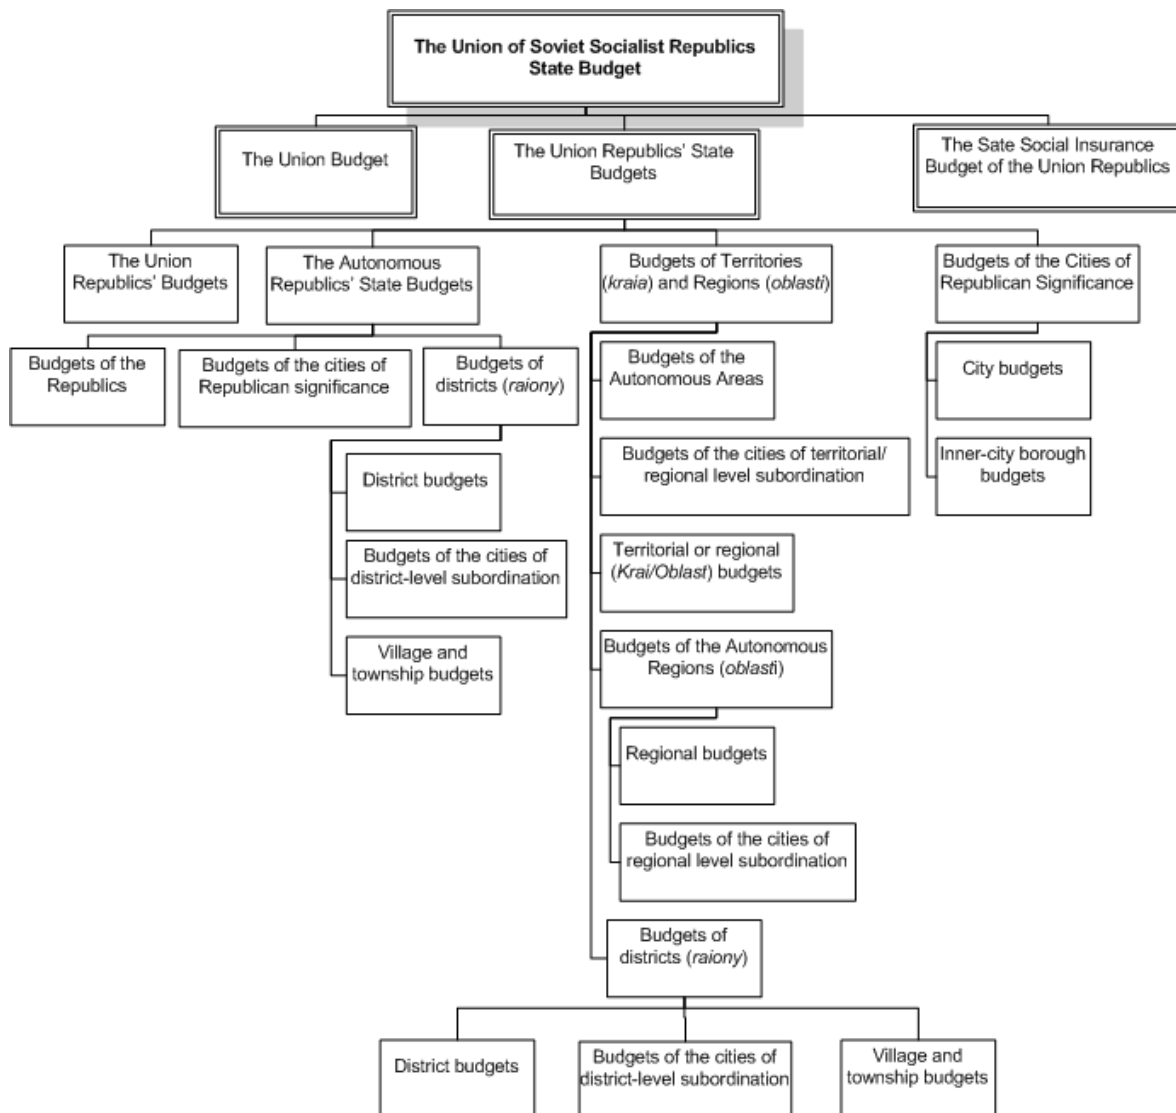 The Union of Soviet Socialist Republics
State Budget
The Union Budget
The Union Republics' State
Budgets
The Sate Social Insurance
Budget of the Union Republics
The Union
Republics' Budgets
The Autonomous
Republics' State Budgets
Budgets of Territories
(kraia) and Regions (oblasti)
Budgets of the Cities of
Republican Significance
Budgets of the
Republics
Budgets of the cities of
Republican significance
Budgets of
districts (raiony)
District budgets
Budgets of the cities of
district-level subordination
Village and
township budgets
Budgets of the
Autonomous Areas
Budgets of the cities of territorial/
regional level subordination
Territorial or regional
(Krai/Oblast) budgets
Budgets of the Autonomous
Regions (oblasti)
Regional budgets
Budgets of the cities of
regional level subordination
Budgets of
districts (raiony)
District budgets
Budgets of the cities of
district-level subordination
Village and
township budgets
City budgets
Inner-city borough
budgets